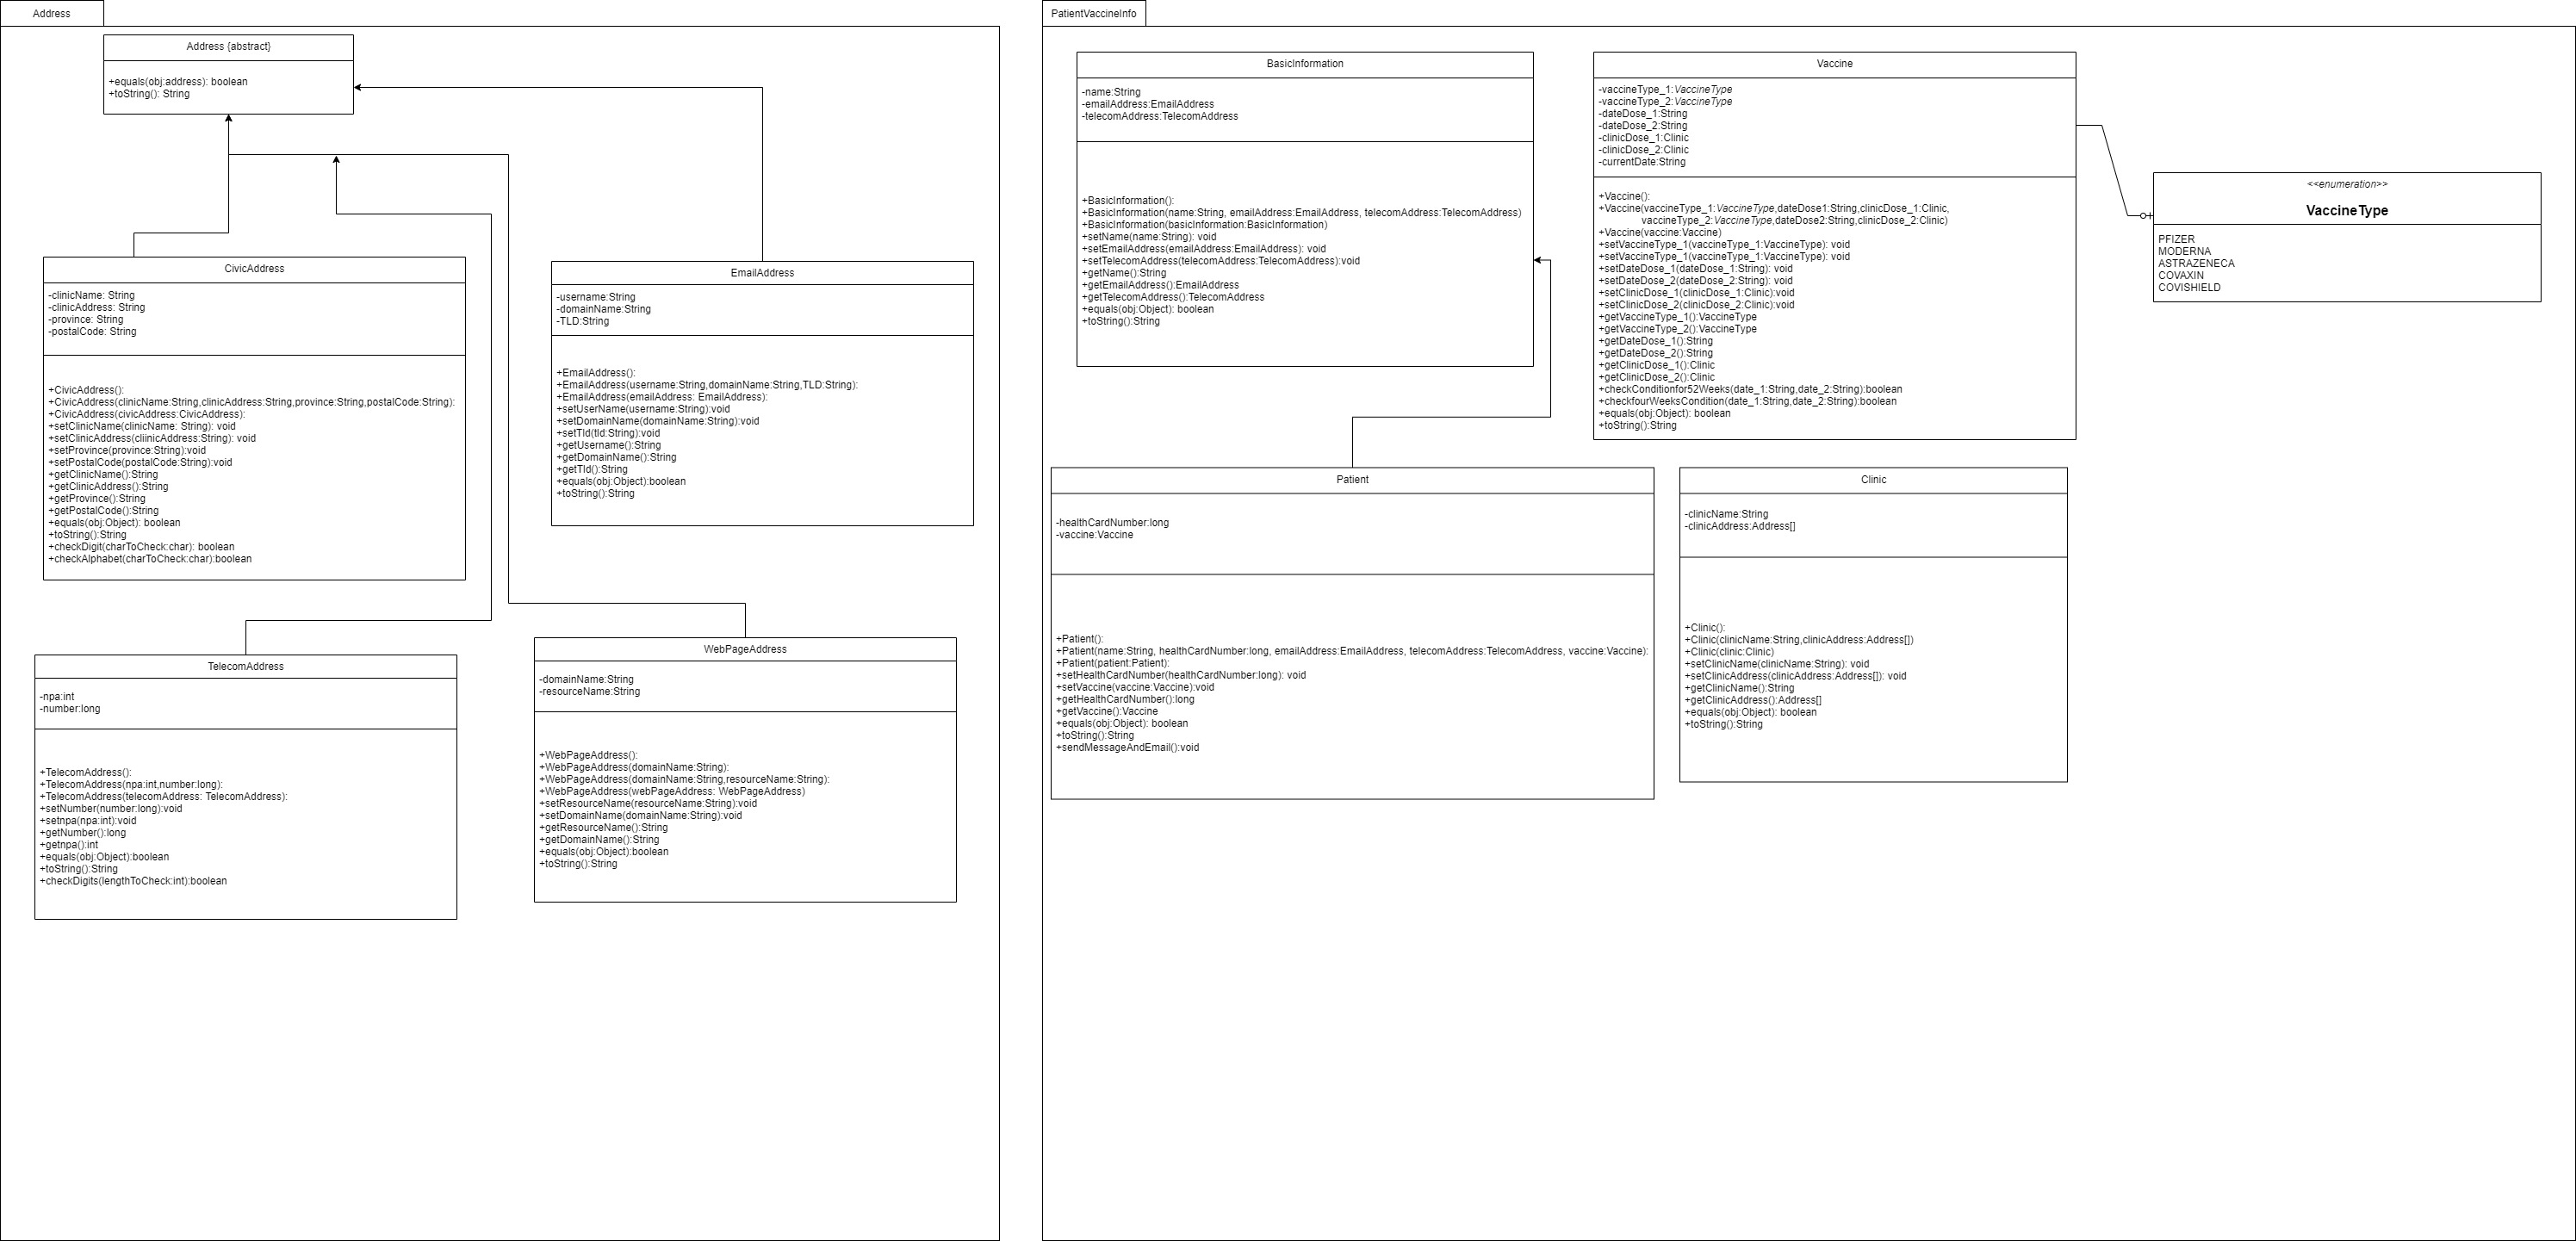 Address
Address {abstract}
+equals(obj:address): boolean
+toString(): String
CivicAddress
-clinicName: String
-clinicAddress: String
-province: String
-postalCode: String
+CivicAddress():
+CivicAddress(clinicName:String,clinicAddress:String,province:String,postalCode:String):
+CivicAddress(civicAddress:CivicAddress):
+setClinicName(clinicName: String): void
+setClinicAddress(cliinicAddress:String): void
+setProvince(province:String):void
+setPostalCode(postalCode:String):void
+getClinicName():String
+getClinicAddress():String
+getProvince():String
+getPostalCode():String
+equals(obj:Object): boolean
+toString():String
+checkDigit(charToCheck:char): boolean
+checkAlphabet(charToCheck:char):boolean
EmailAddress
-username:String
-domainName:String
-TLD:String
+EmailAddress():
+EmailAddress(username:String,domainName:String,TLD:String):
+EmailAddress(emailAddress: EmailAddress):
+setUserName(username:String):void
+setDomainName(domainName:String):void
+setTld(tld:String):void
+getUsername():String
+getDomainName():String
+getTld():String
+equals(obj:Object):boolean
+toString():String
TelecomAddress
-npa:int
-number:long
+TelecomAddress():
+TelecomAddress(npa:int,number:long):
+TelecomAddress(telecomAddress: TelecomAddress):
+setNumber(number:long):void
+setnpa(npa:int):void
+getNumber():long
+getnpa():int
+equals(obj:Object):boolean
+toString():String
+checkDigits(lengthToCheck:int):boolean
WebPageAddress
-domainName:String
-resourceName:String
+WebPageAddress():
+WebPageAddress(domainName:String):
+WebPageAddress(domainName:String,resourceName:String):
+WebPageAddress(webPageAddress: WebPageAddress)
+setResourceName(resourceName:String):void
+setDomainName(domainName:String):void
+getResourceName():String
+getDomainName():String
+equals(obj:Object):boolean
+toString():String
PatientVaccineInfo
BasicInformation
-name:String
-emailAddress:EmailAddress
-telecomAddress:TelecomAddress
+BasicInformation():
+BasicInformation(name:String, emailAddress:EmailAddress, telecomAddress:TelecomAddress)
+BasicInformation(basicInformation:BasicInformation)
+setName(name:String): void
+setEmailAddress(emailAddress:EmailAddress): void
+setTelecomAddress(telecomAddress:TelecomAddress):void
+getName():String
+getEmailAddress():EmailAddress
+getTelecomAddress():TelecomAddress
+equals(obj:Object): boolean
+toString():String
Vaccine
-vaccineType_1:VaccineType
-vaccineType_2:VaccineType
-dateDose_1:String
-dateDose_2:String
-clinicDose_1:Clinic
-clinicDose_2:Clinic
-currentDate:String
+Vaccine():
+Vaccine(vaccineType_1:VaccineType,dateDose1:String,clinicDose_1:Clinic,
vaccineType_2:VaccineType,dateDose2:String,clinicDose_2:Clinic)
+Vaccine(vaccine:Vaccine)
+setVaccineType_1(vaccineType_1:VaccineType): void
+setVaccineType_1(vaccineType_1:VaccineType): void
+setDateDose_1(dateDose_1:String): void
+setDateDose_2(dateDose_2:String): void
+setClinicDose_1(clinicDose_1:Clinic):void
+setClinicDose_2(clinicDose_2:Clinic):void
+getVaccineType_1():VaccineType
+getVaccineType_2():VaccineType
+getDateDose_1():String
+getDateDose_2():String
+getClinicDose_1():Clinic
+getClinicDose_2():Clinic
+checkConditionfor52Weeks(date_1:String,date_2:String):boolean
+checkfourWeeksCondition(date_1:String,date_2:String):boolean
+equals(obj:Object): boolean
+toString():String
<<enumeration>>
VaccineType
PFIZER
MODERNA
ASTRAZENECA
COVAXIN
COVISHIELD
Patient
-healthCardNumber:long
-vaccine:Vaccine
+Patient():
+Patient(name:String, healthCardNumber:long, emailAddress:EmailAddress, telecomAddress:TelecomAddress, vaccine:Vaccine):
+Patient(patient:Patient):
+setHealthCardNumber(healthCardNumber:long): void
+setVaccine(vaccine:Vaccine):void
+getHealthCardNumber():long
+getVaccine():Vaccine
+equals(obj:Object): boolean
+toString():String
+sendMessageAndEmail():void
Clinic
-clinicName:String
-clinicAddress:Address[]
+Clinic():
+Clinic(clinicName:String,clinicAddress:Address[])
+Clinic(clinic:Clinic)
+setClinicName(clinicName:String): void
+setClinicAddress(clinicAddress:Address[]): void
+getClinicName():String
+getClinicAddress():Address[]
+equals(obj:Object): boolean
+toString():String